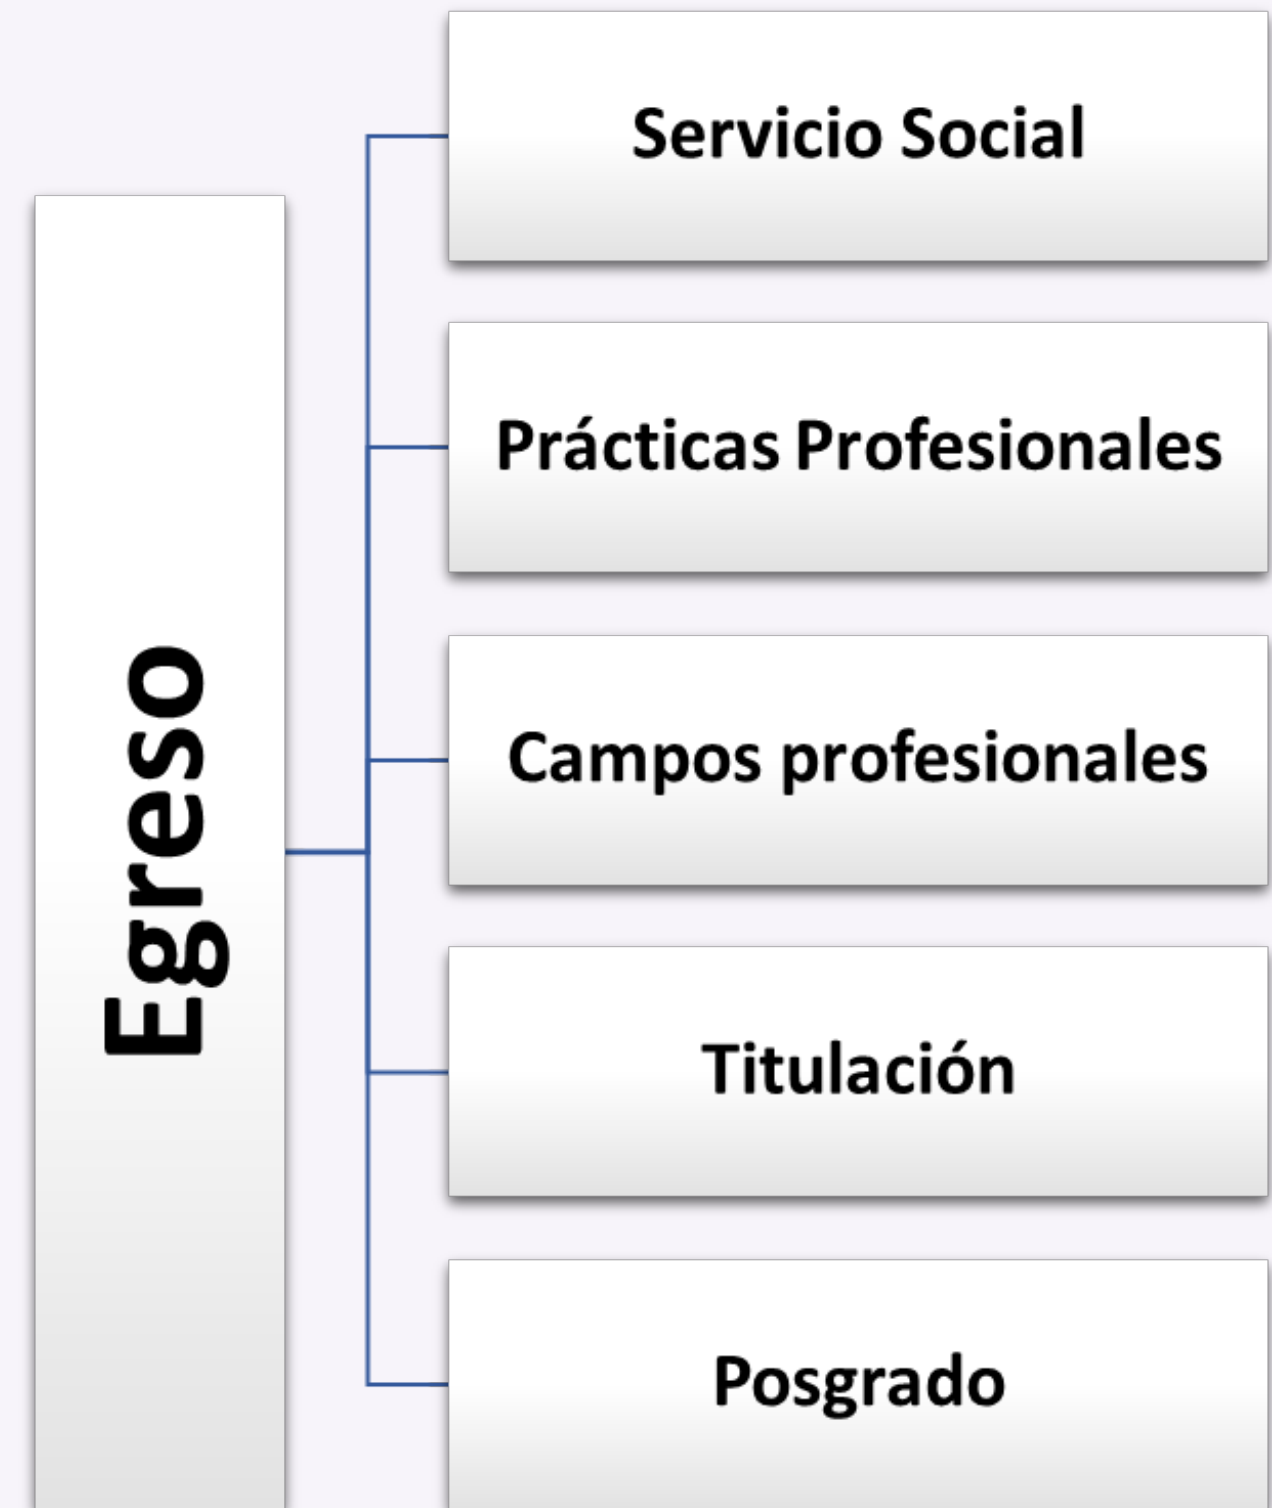 Egreso
Servicio Social
Prácticas Profesionales
Campos profesionales
Titulación
Posgrado